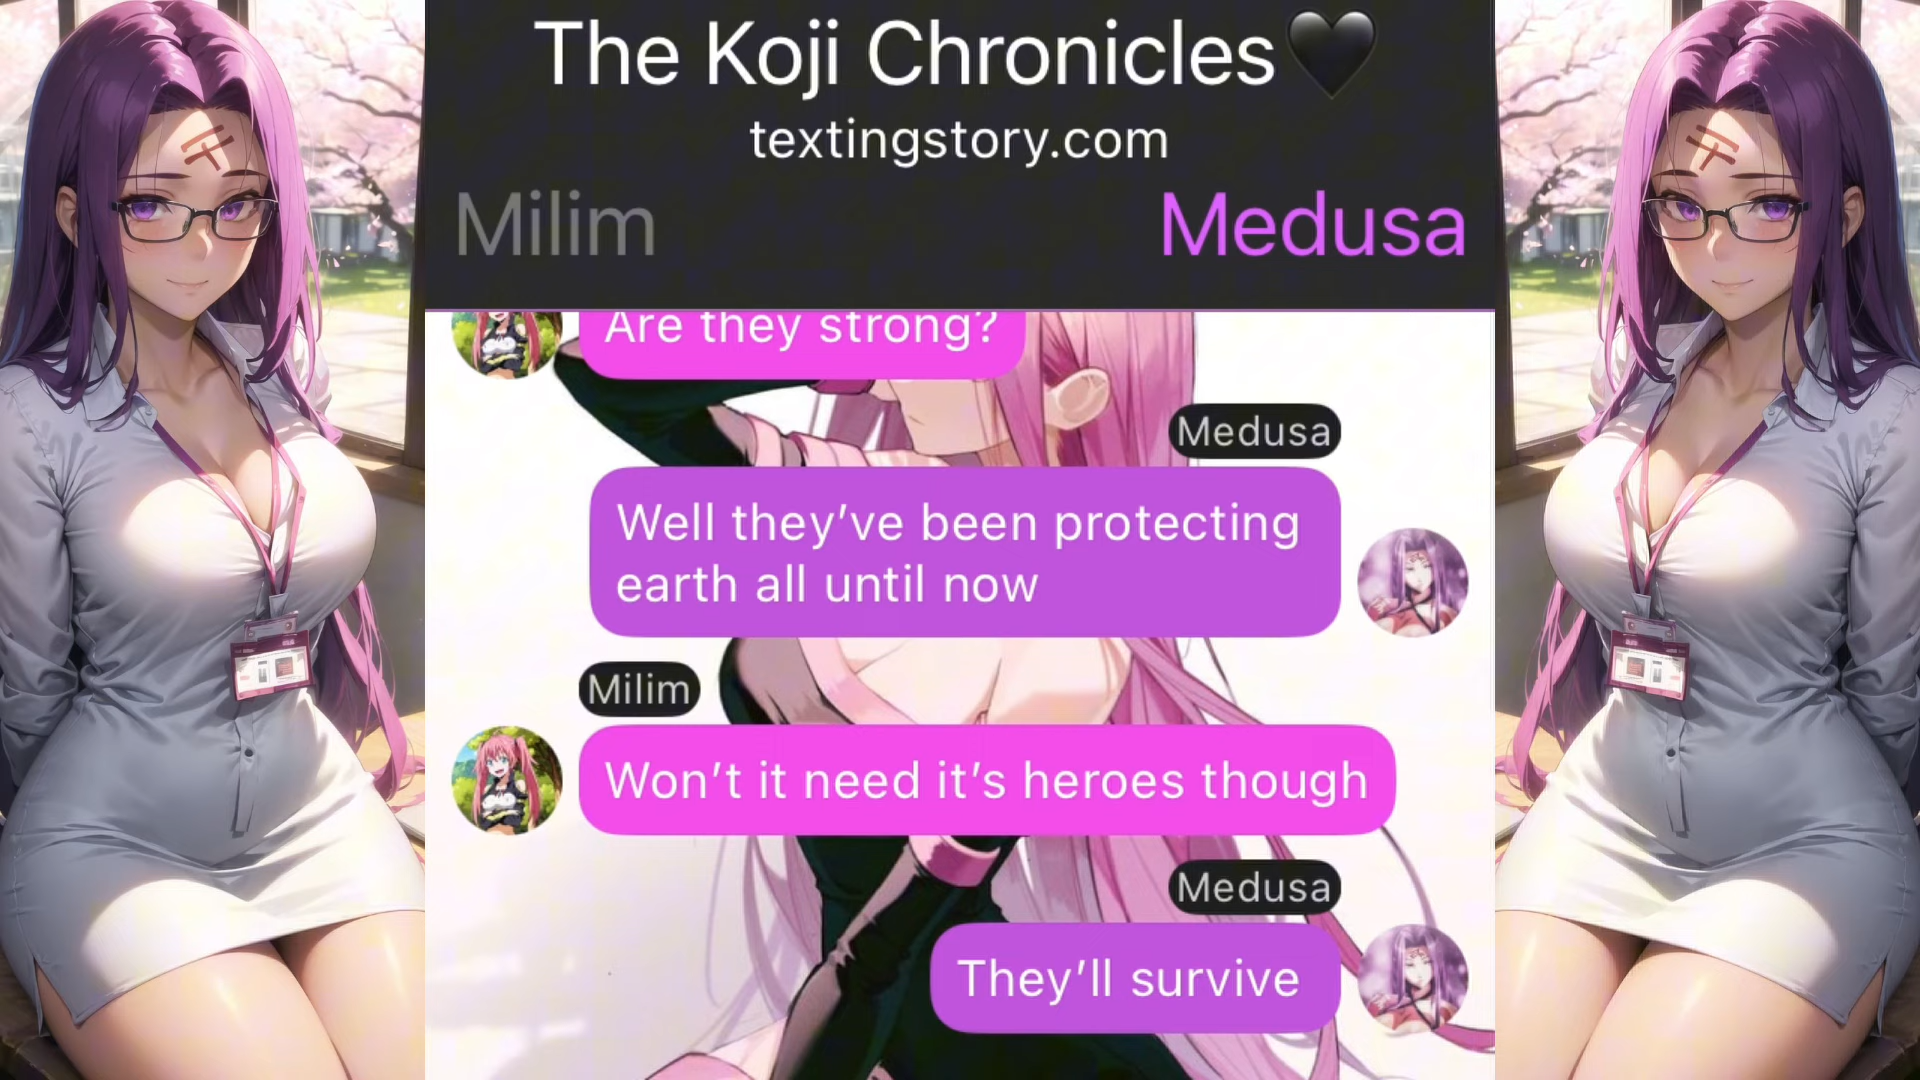 The Koji Chronicles🖤
textingstory.com
Milim
Medusa
Are they strong?
Medusa
Well they’ve been protecting
earth all until now
Milim
Won’t it need it’s heroes though
Medusa
They’ll survive